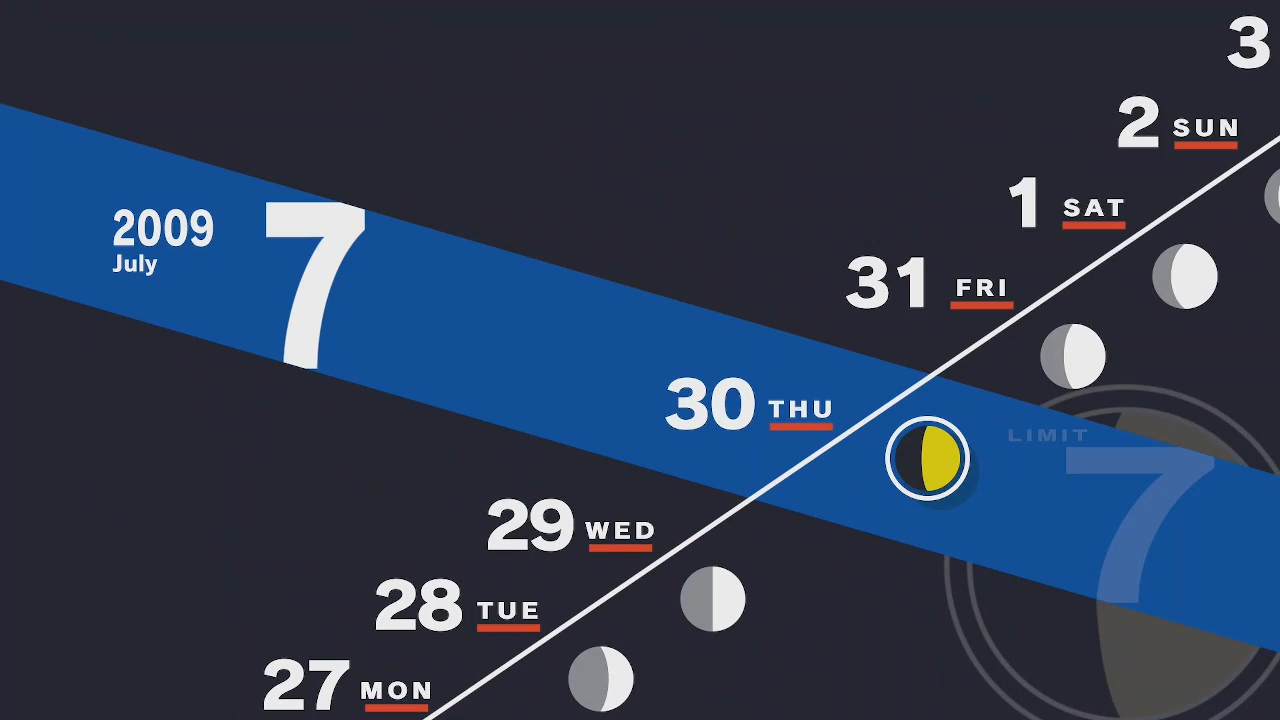 3
2 SUN
1 SAT
2009
July
7
31 FRI
30 THU
LIMIT
7
29 WED
28 TUE
27 MON